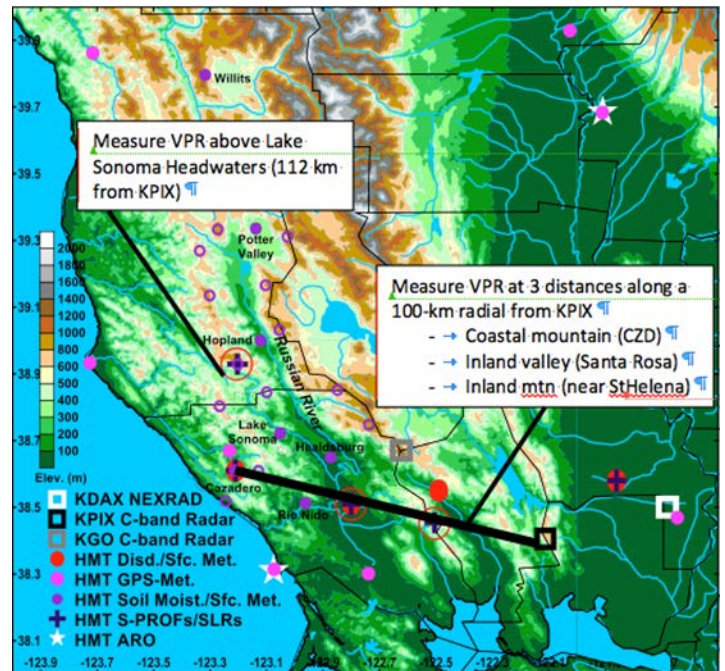 39.9
Willits
39.7
Measure VPR above Lake
Sonoma Headwaters (112 km
from KPIX) ¶
39.5
39.3
Potter
Valley
2000
1800
1600
1400
1200
1000
800
600
500
400
300
200
100
Elev. (m)
Measure VPR at 3 distances along a
100-km radial from KPIX ¶
- → Coastal mountain (CZD) ¶
- → Inland valley (Santa Rosa) ¶
- → Inland mtn (near StHelena) ¶
39.1
Hopland
Russian River
38.9
Lake
Sonoma
Healdsburg
38.7
Cazadero
Rio Nido
38.5
KDAX NEXRAD
KPIX C-band Radar
KGO C-band Radar
HMT Disd./Sfc. Met.
HMT GPS-Met.
HMT Soil Moist./Sfc. Met.
HMT S-PROFs/SLRs
HMT ARO
38.3
38.1
-123.9
-123.7
-123.5
-123.3
-123.1
-122.9
-122.7
-122.5